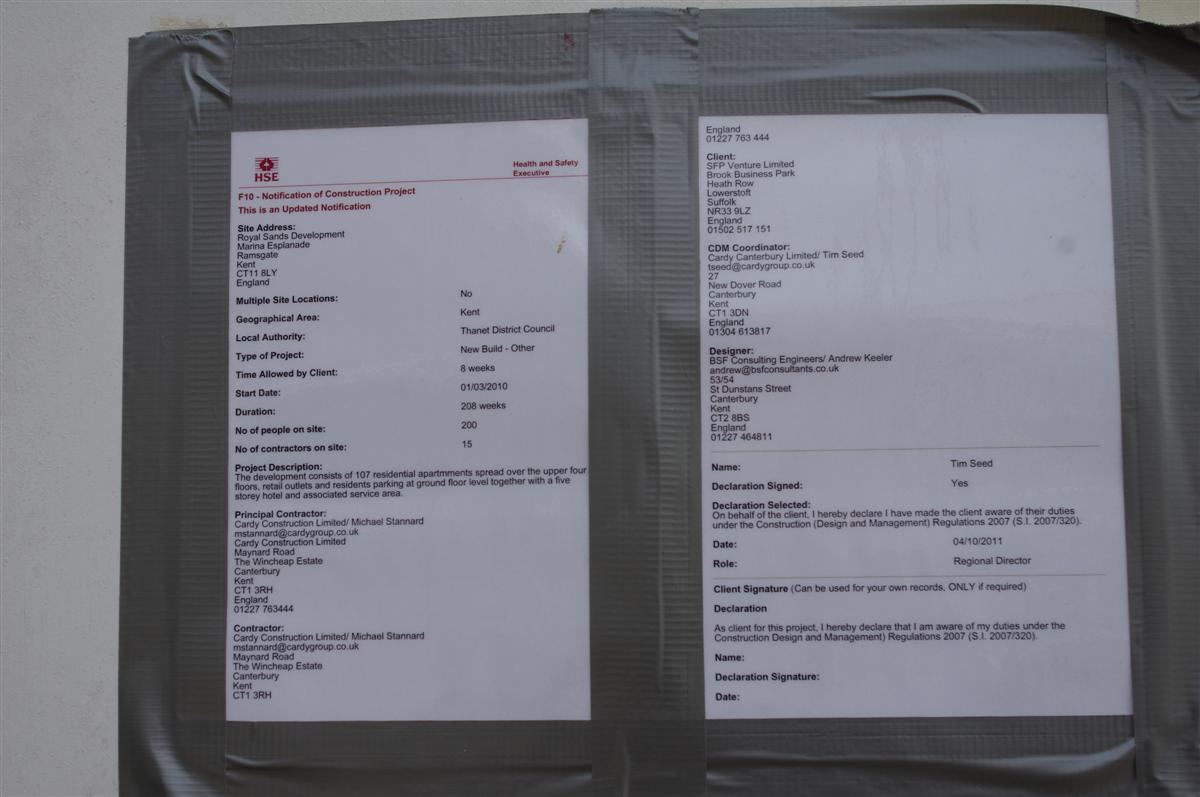 HSE
Health and Safety
Executive
F10 - Notification of Construction Project
This is an Updated Notification
Site Address:
Royal Sands Development
Marina Esplanade
Ramsgate
Kent
CT11 8LY
England
Multiple Site Locations: No
Geographical Area: Kent
Local Authority: Thanet District Council
Type of Project: New Build - Other
Time Allowed by Client: 8 weeks
Start Date: 01/03/2010
Duration: 208 weeks
No of people on site: 200
No of contractors on site: 15
Project Description:
The development consists of 107 residential apartmments spread over the upper four
floors, retail outlets and residents parking at ground floor level together with a five
storey hotel and associated service area.
Principal Contractor:
Cardy Construction Limited/ Michael Stannard
mstannard@cardygroup.co.uk
Cardy Construction Limited
Maynard Road
The Wincheap Estate
Canterbury
Kent
CT1 3RH
England
01227 763444
Contractor:
Cardy Construction Limited/ Michael Stannard
mstannard@cardygroup.co.uk
Maynard Road
The Wincheap Estate
Canterbury
Kent
CT1 3RH
England
01227 763 444
Client:
SFP Venture Limited
Brook Business Park
Heath Row
Lowerstoft
Suffolk
NR33 9LZ
England
01502 517 151
CDM Coordinator:
Cardy Canterbury Limited/ Tim Seed
tseed@cardygroup.co.uk
27
New Dover Road
Canterbury
Kent
CT1 3DN
England
01304 613817
Designer:
BSF Consulting Engineers/ Andrew Keeler
andrew@bsfconsultants.co.uk
53/54
St Dunstans Street
Canterbury
Kent
CT2 8BS
England
01227 464811
Name: Tim Seed
Declaration Signed: Yes
Declaration Selected:
On behalf of the client, I hereby declare I have made the client aware of their duties
under the Construction (Design and Management) Regulations 2007 (S.I. 2007/320).
Date: 04/10/2011
Role: Regional Director
Client Signature (Can be used for your own records, ONLY if required)
Declaration
As client for this project, I hereby declare that I am aware of my duties under the
Construction Design and Management) Regulations 2007 (S.I. 2007/320).
Name:
Declaration Signature:
Date: